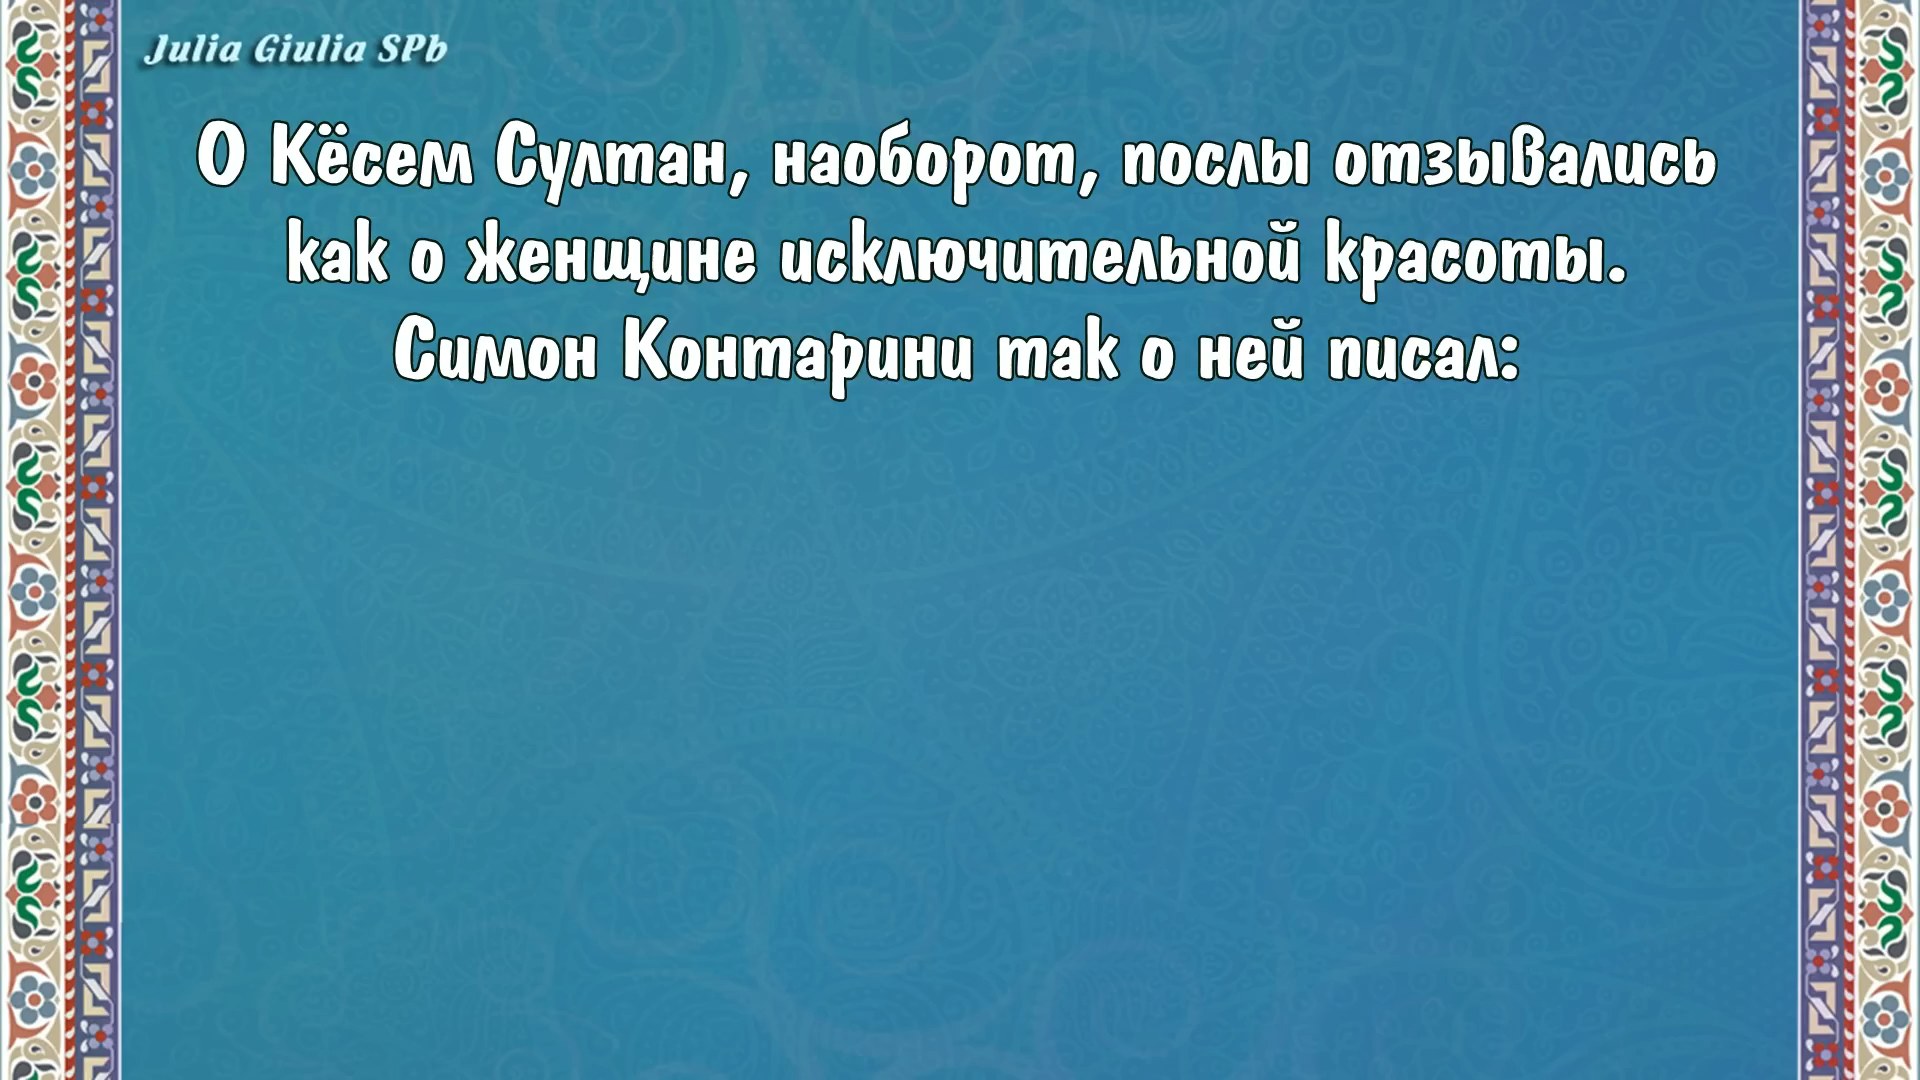 Julia Giulia SPb
О Кёсем Султан, наоборот, послы отзывались
как о женщине исключительной красоты.
Симон Контарини так о ней писал: